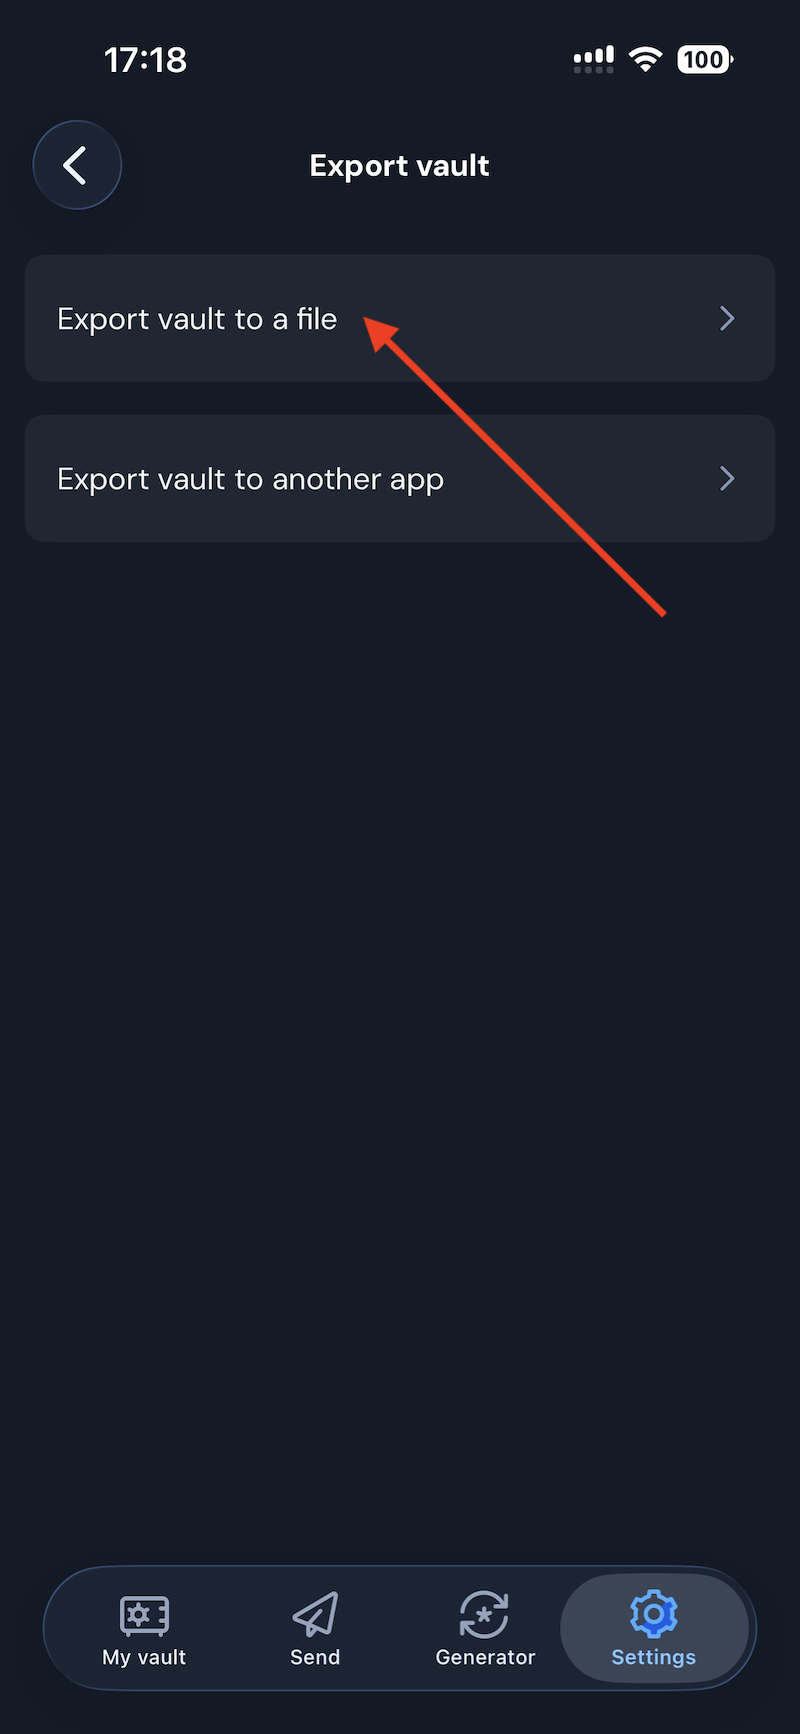 17:18
100
Export vault
Export vault to a file
Export vault to another app
My vault
Send
Generator
Settings